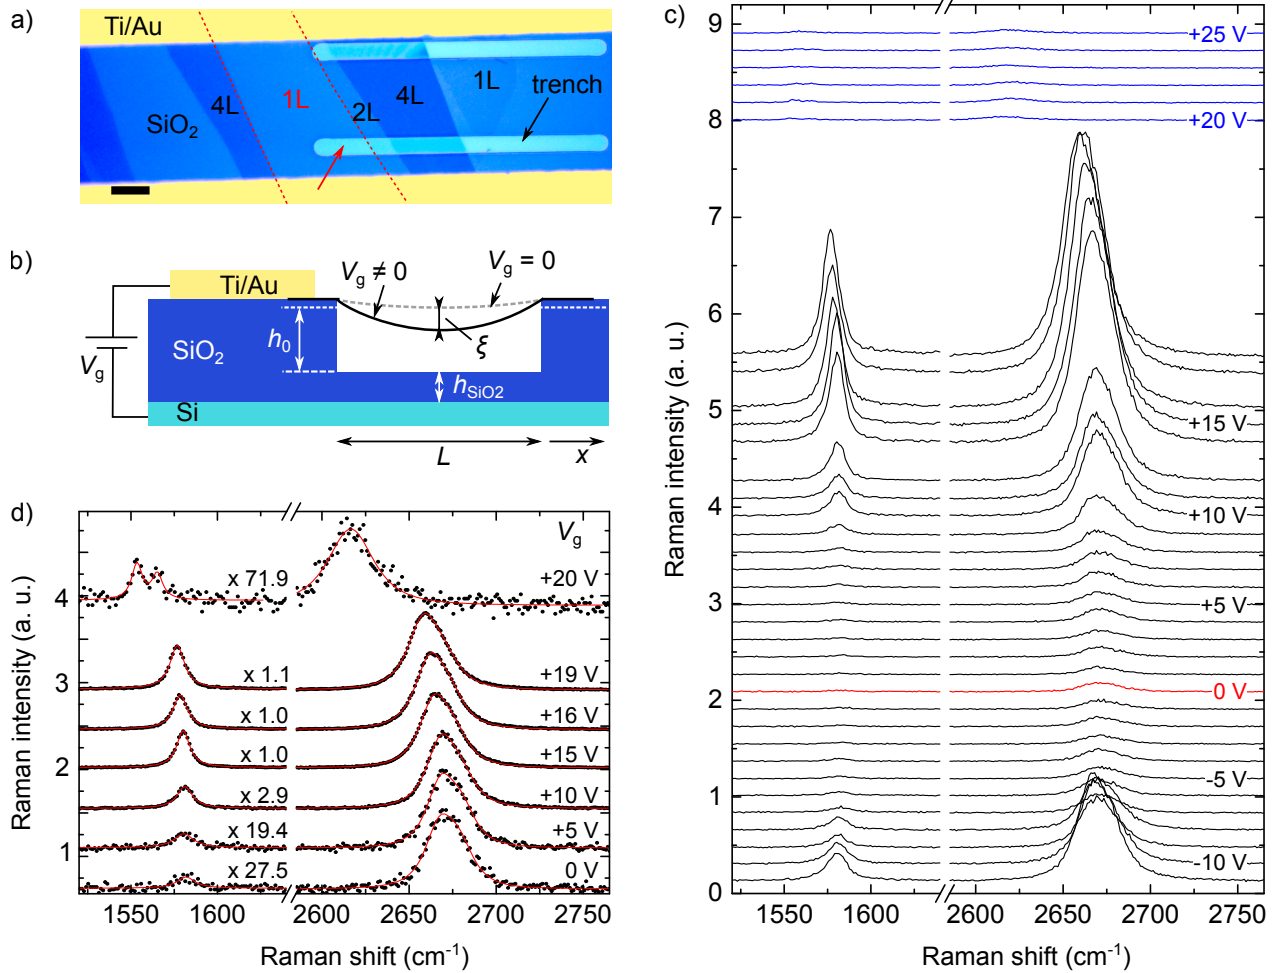 a)
Ti/Au
4L
1L
SiO2
2L
4L
1L
trench
b)
Vg ≠ 0
Vg = 0
Ti/Au
Vg
SiO2
h0
ξ
hSiO2
Si
L
x
c)
9
8
7
6
5
4
3
2
1
0
+25 V
+20 V
+15 V
+10 V
+5 V
0 V
-5 V
-10 V
1550 1600 2600 2650 2700 2750
Raman shift (cm-1)
Raman intensity (a. u.)
d)
Vg
4
3
2
1
x 71.9 +20 V
x 1.1 +19 V
x 1.0 +16 V
x 1.0 +15 V
x 2.9 +10 V
x 19.4 +5 V
x 27.5 0 V
1550 1600 2600 2650 2700 2750
Raman shift (cm-1)
Raman intensity (a. u.)